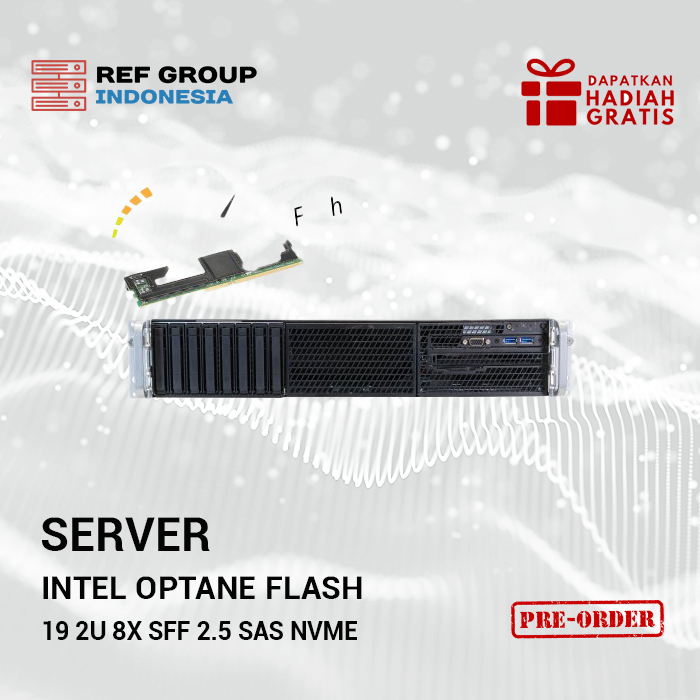 REF GROUP
INDONESIA
DAPATKAN
HADIAH
GRATIS
F h
SERVER
INTEL OPTANE FLASH
19 2U 8X SFF 2.5 SAS NVME
PRE-ORDER